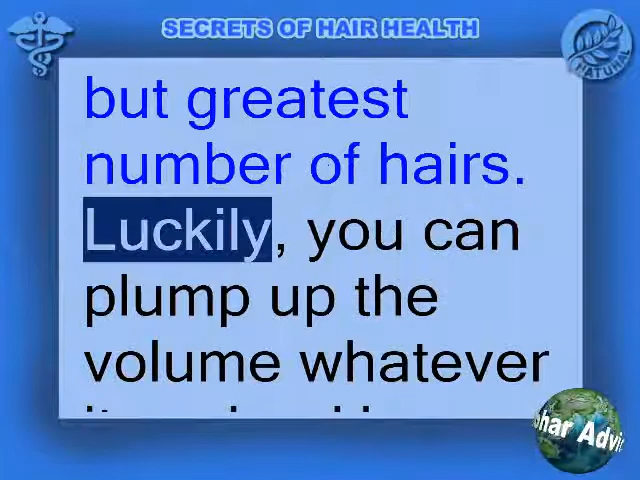 SECRETS OF HAIR HEALTH
NATURAL
but greatest
number of hairs.
Luckily, you can
plump up the
volume whatever